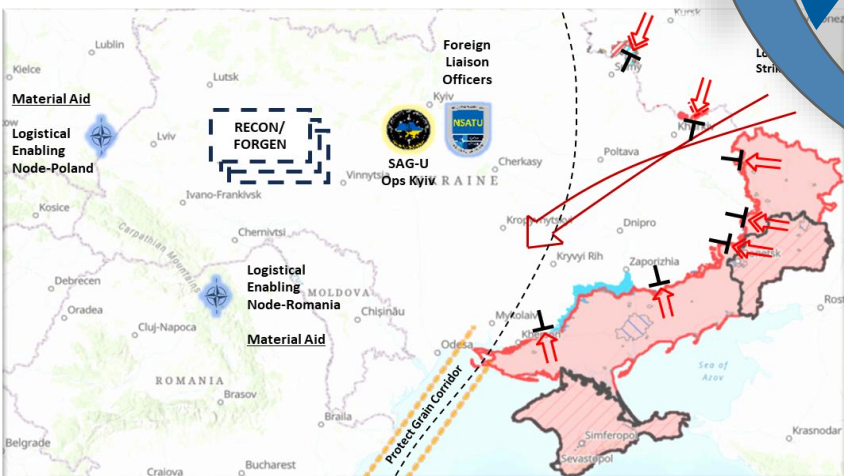 Lublin
Kielce
Lutsk
Material Aid
Logistical
Enabling
Node-Poland
Lviv
RECON/
FORGEN
Foreign
Liaison
Officers
Kyiv
NSATU
SAG-U
Ops Kyiv
UKRAINE
Cherkasy
Vinnytsia
Poltava
Sumy
Kursk
Ivano-Frankivsk
Kosice
Chernivtsi
Carpathian Mountains
Dnipro
Kryvyi Rih
Zaporizhia
Debrecen
Oradea
Cluj-Napoca
Logistical
Enabling
Node-Romania
Material Aid
MOLDOVA
Chișinău
Mykolaiv
Odesa
Protect Grain Corridor
Sea of
Azov
ROMANIA
Brasov
Braila
Belgrade
Craiova
Bucharest
Simferopol
Sevastopol
Krasnodar